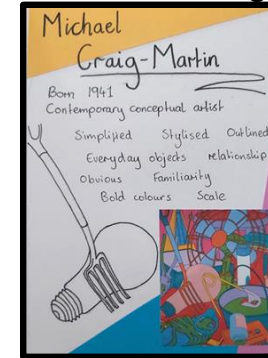 Michael
Craig-Martin
Born 1941
Contemporary conceptual artist
Simplified Stylised Outlined
Everyday objects relationship
Obvious Familiarity
Bold colours Scale